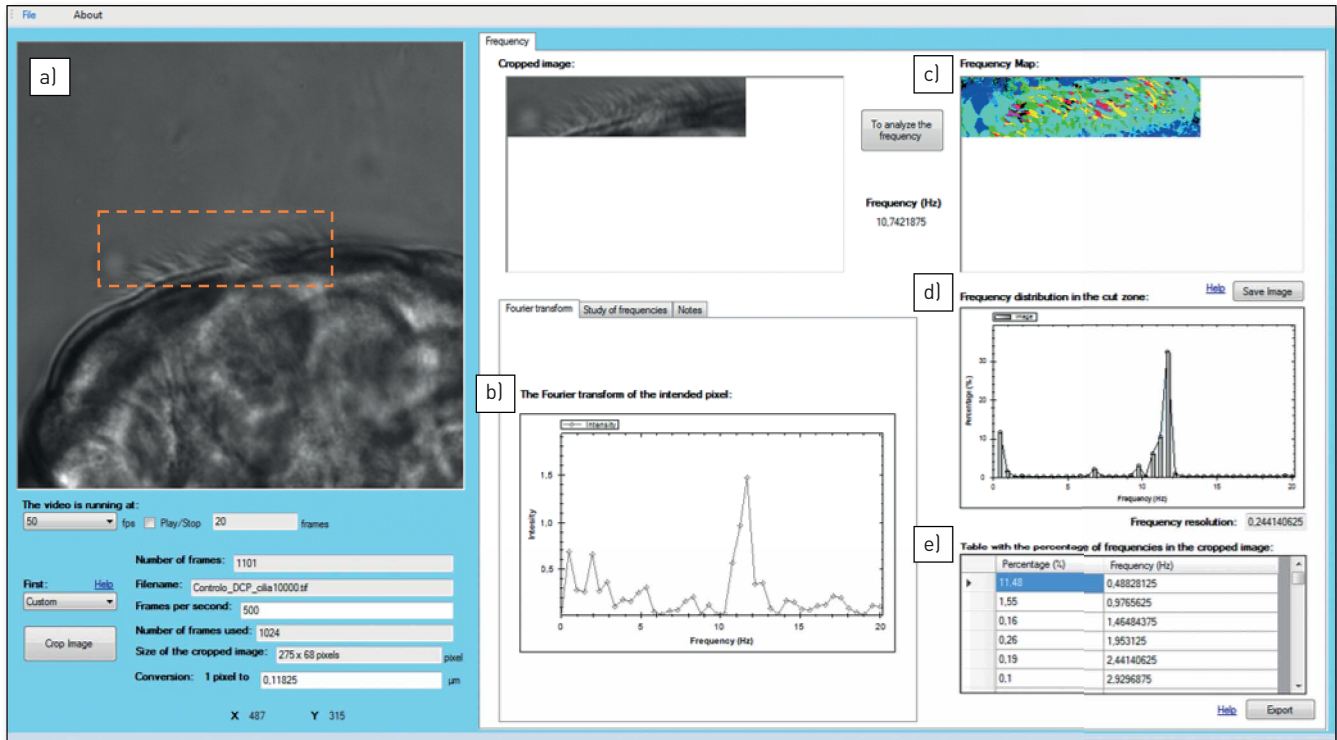 File About
a)
The video is running at:
50 fps Play/Stop 20 frames
Number of frames: 1101
First: Help Filename: Controlo_DCP_cilia10000.tif
Custom Frames per second: 500
Crop Image Number of frames used: 1024
Size of the cropped image: 275 x 68 pixels pixel
Conversion: 1 pixel to 0,11825 µm
X 487 Y 315
Frequency
Cropped image:
To analyze the
frequency
Frequency (Hz)
10,7421875
c) Frequency Map:
Fourier transform Study of frequencies Notes
b) The Fourier transform of the intended pixel:
Intensity
Intesity
1,5
1,0
0,5
0 5 10 15 20
Frequency (Hz)
Help Save Image
d) Frequency distribution in the cut zone:
Image
Percentage (%)
30
20
10
0
0 5 10 15 20
Frequency (Hz)
Frequency resolution: 0,244140625
e) Table with the percentage of frequencies in the cropped image:
Percentage (%) Frequency (Hz)
11,48 0,48828125
1,55 0,9765625
0,16 1,46484375
0,26 1,953125
0,19 2,44140625
0,1 2,9296875
Help Export